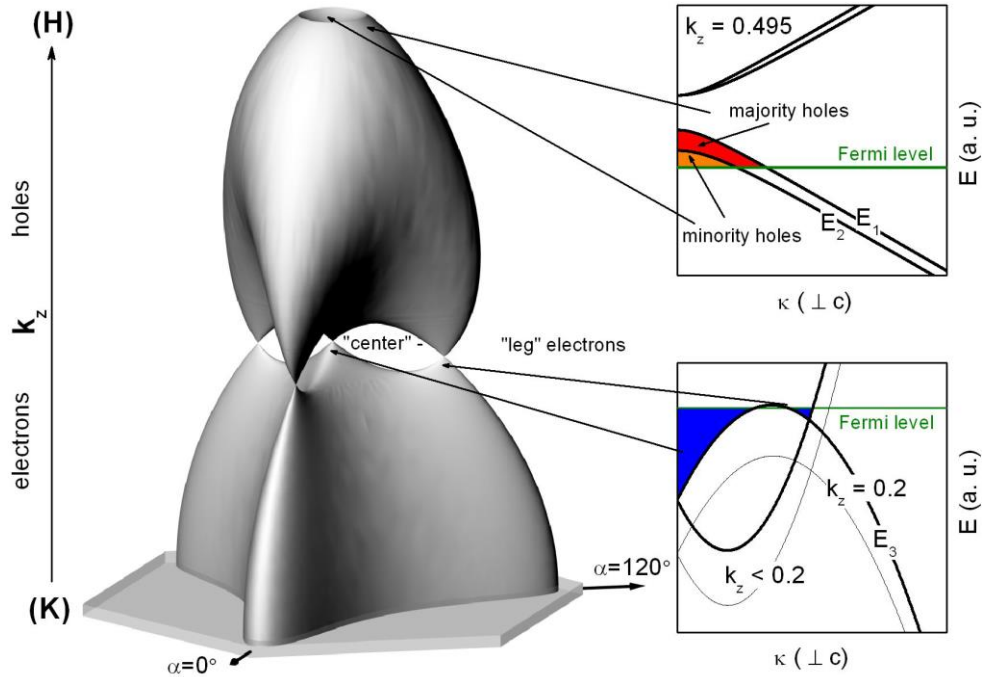 (H)
holes
k_z
electrons
(K)
"center" -
"leg" electrons
α=120°
α=0°
k_z = 0.495
majority holes
Fermi level
minority holes
E_2
E_1
E (a. u.)
κ (⊥ c)
Fermi level
k_z = 0.2
E_3
k_z < 0.2
E (a. u.)
κ (⊥ c)